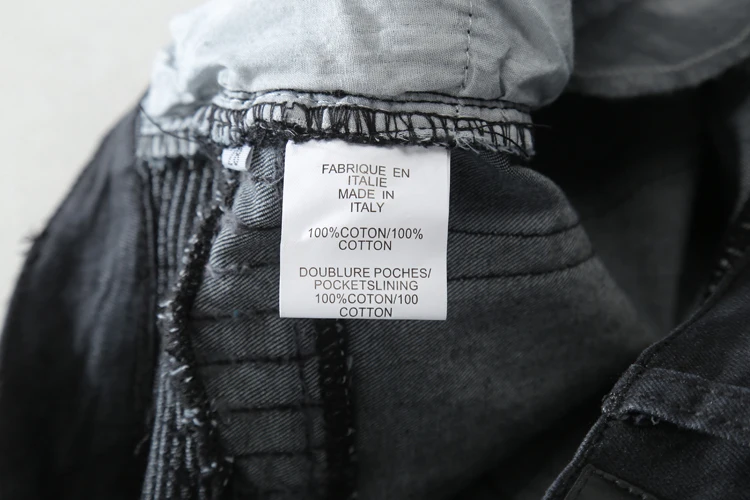 FABRIQUE EN
ITALIE
MADE IN
ITALY
100%COTON/100%
COTTON
DOUBLURE POCHES/
POCKETSLINING
100%COTON/100
COTTON